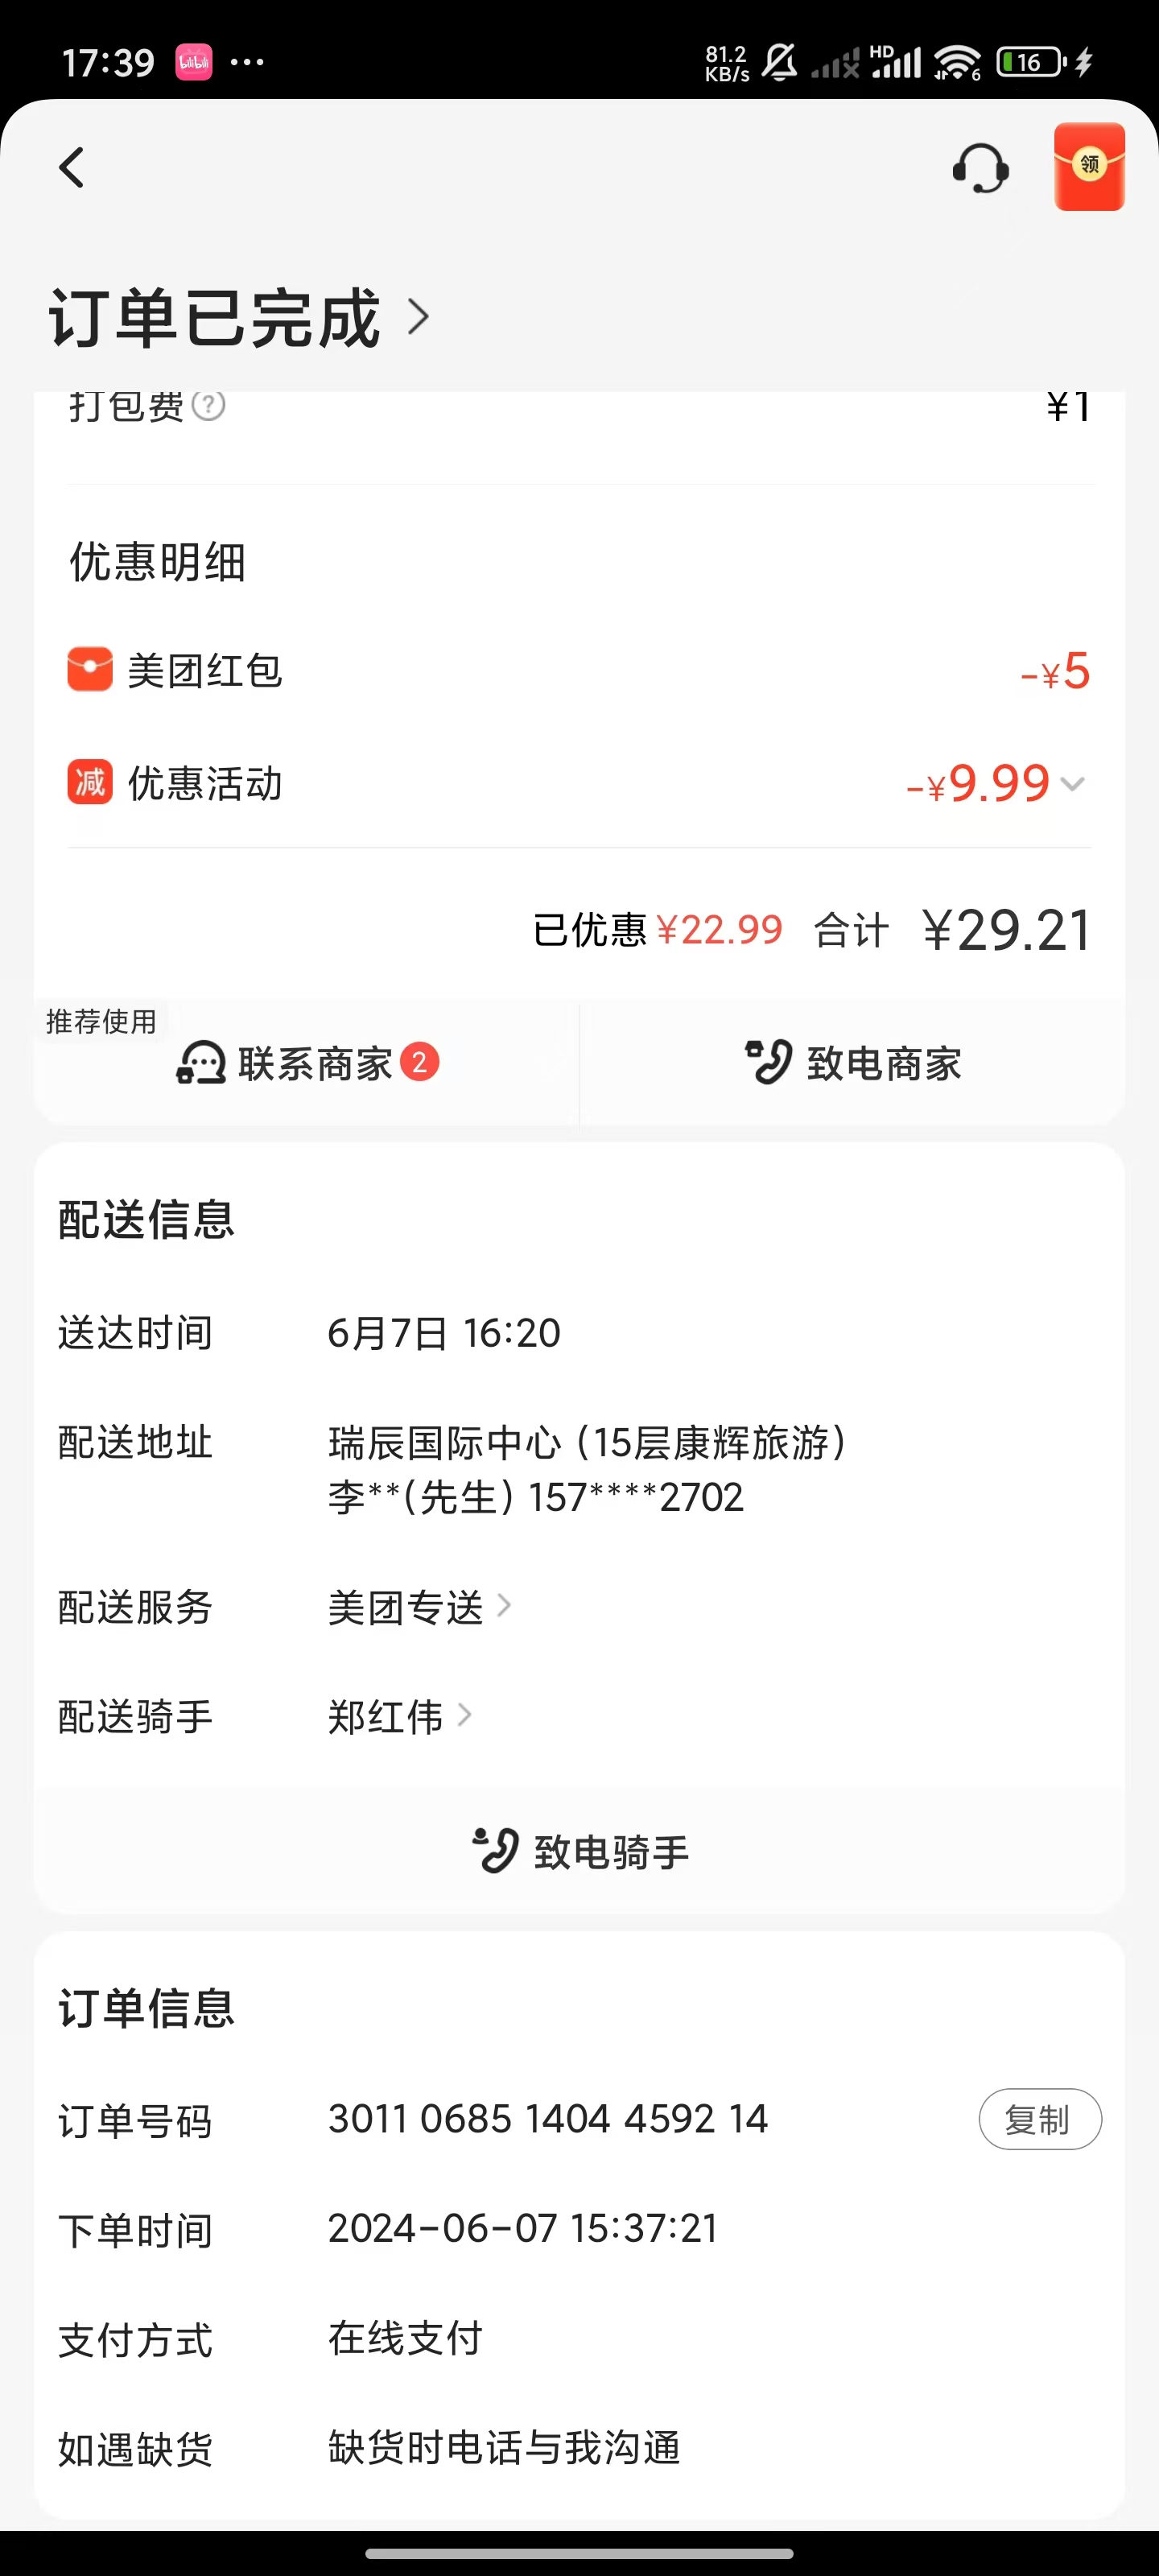 17:39 bilibili ... 81.2 KB/s HD 6 16
领
订单已完成
打包费 ? ¥1
优惠明细
美团红包 -¥5
减 优惠活动 -¥9.99
已优惠 ¥22.99 合计 ¥29.21
推荐使用
联系商家 2 致电商家
配送信息
送达时间 6月7日 16:20
配送地址 瑞辰国际中心 (15层康辉旅游)
李**(先生) 157****2702
配送服务 美团专送
配送骑手 郑红伟
致电骑手
订单信息
订单号码 3011 0685 1404 4592 14 复制
下单时间 2024-06-07 15:37:21
支付方式 在线支付
如遇缺货 缺货时电话与我沟通